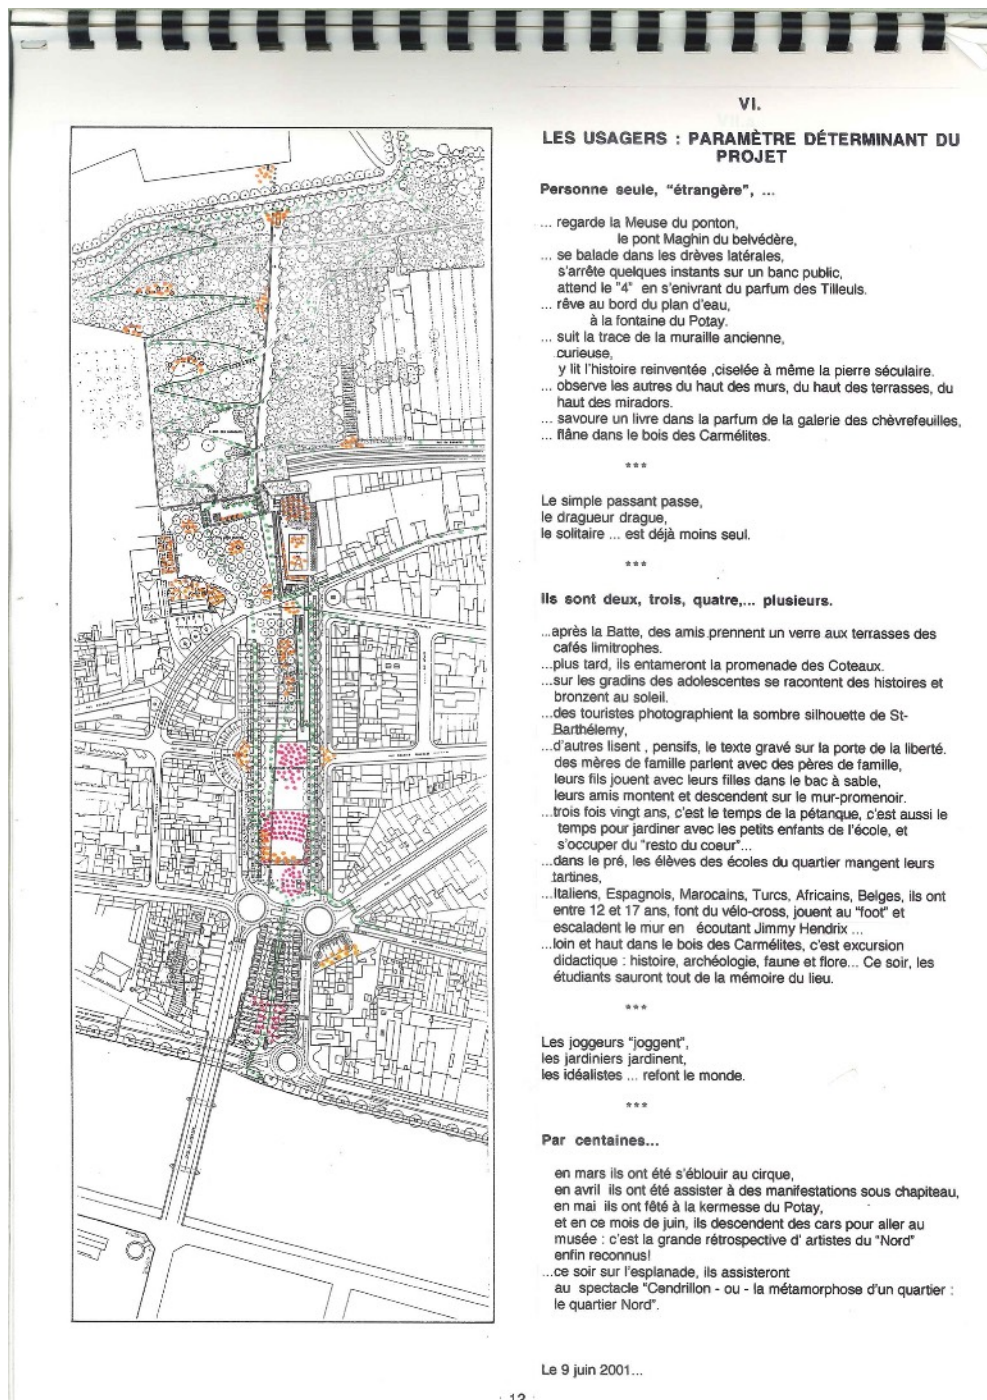 VI.
LES USAGERS : PARAMÈTRE DÉTERMINANT DU
PROJET
Personne seule, "étrangère", ...
... regarde la Meuse du ponton,
le pont Maghin du belvédère,
... se balade dans les drèves latérales,
s'arrête quelques instants sur un banc public,
attend le "4" en s'enivrant du parfum des Tilleuls.
... rêve au bord du plan d'eau,
à la fontaine du Potay.
... suit la trace de la muraille ancienne,
curieuse,
y lit l'histoire reinventée ,ciselée à même la pierre séculaire.
... observe les autres du haut des murs, du haut des terrasses, du
haut des miradors.
... savoure un livre dans la parfum de la galerie des chèvrefeuilles,
... flâne dans le bois des Carmélites.
***
Le simple passant passe,
le dragueur drague,
le solitaire ... est déjà moins seul.
***
Ils sont deux, trois, quatre,... plusieurs.
...après la Batte, des amis prennent un verre aux terrasses des
cafés limitrophes.
...plus tard, ils entameront la promenade des Coteaux.
...sur les gradins des adolescentes se racontent des histoires et
bronzent au soleil.
...des touristes photographient la sombre silhouette de St-
Barthélemy,
...d'autres lisent , pensifs, le texte gravé sur la porte de la liberté.
des mères de famille parlent avec des pères de famille,
leurs fils jouent avec leurs filles dans le bac à sable,
leurs amis montent et descendent sur le mur-promenoir.
...trois fois vingt ans, c'est le temps de la pétanque, c'est aussi le
temps pour jardiner avec les petits enfants de l'école, et
s'occuper du "resto du coeur"...
...dans le pré, les élèves des écoles du quartier mangent leurs
tartines,
...Italiens, Espagnols, Marocains, Turcs, Africains, Belges, ils ont
entre 12 et 17 ans, font du vélo-cross, jouent au "foot" et
escaladent le mur en écoutant Jimmy Hendrix ...
...loin et haut dans le bois des Carmélites, c'est excursion
didactique : histoire, archéologie, faune et flore... Ce soir, les
étudiants sauront tout de la mémoire du lieu.
***
Les joggeurs "joggent",
les jardiniers jardinent,
les idéalistes ... refont le monde.
***
Par centaines...
en mars ils ont été s'éblouir au cirque,
en avril ils ont été assister à des manifestations sous chapiteau,
en mai ils ont fêté à la kermesse du Potay,
et en ce mois de juin, ils descendent des cars pour aller au
musée : c'est la grande rétrospective d' artistes du "Nord"
enfin reconnus!
...ce soir sur l'esplanade, ils assisteront
au spectacle "Cendrillon - ou - la métamorphose d'un quartier :
le quartier Nord".
Le 9 juin 2001...